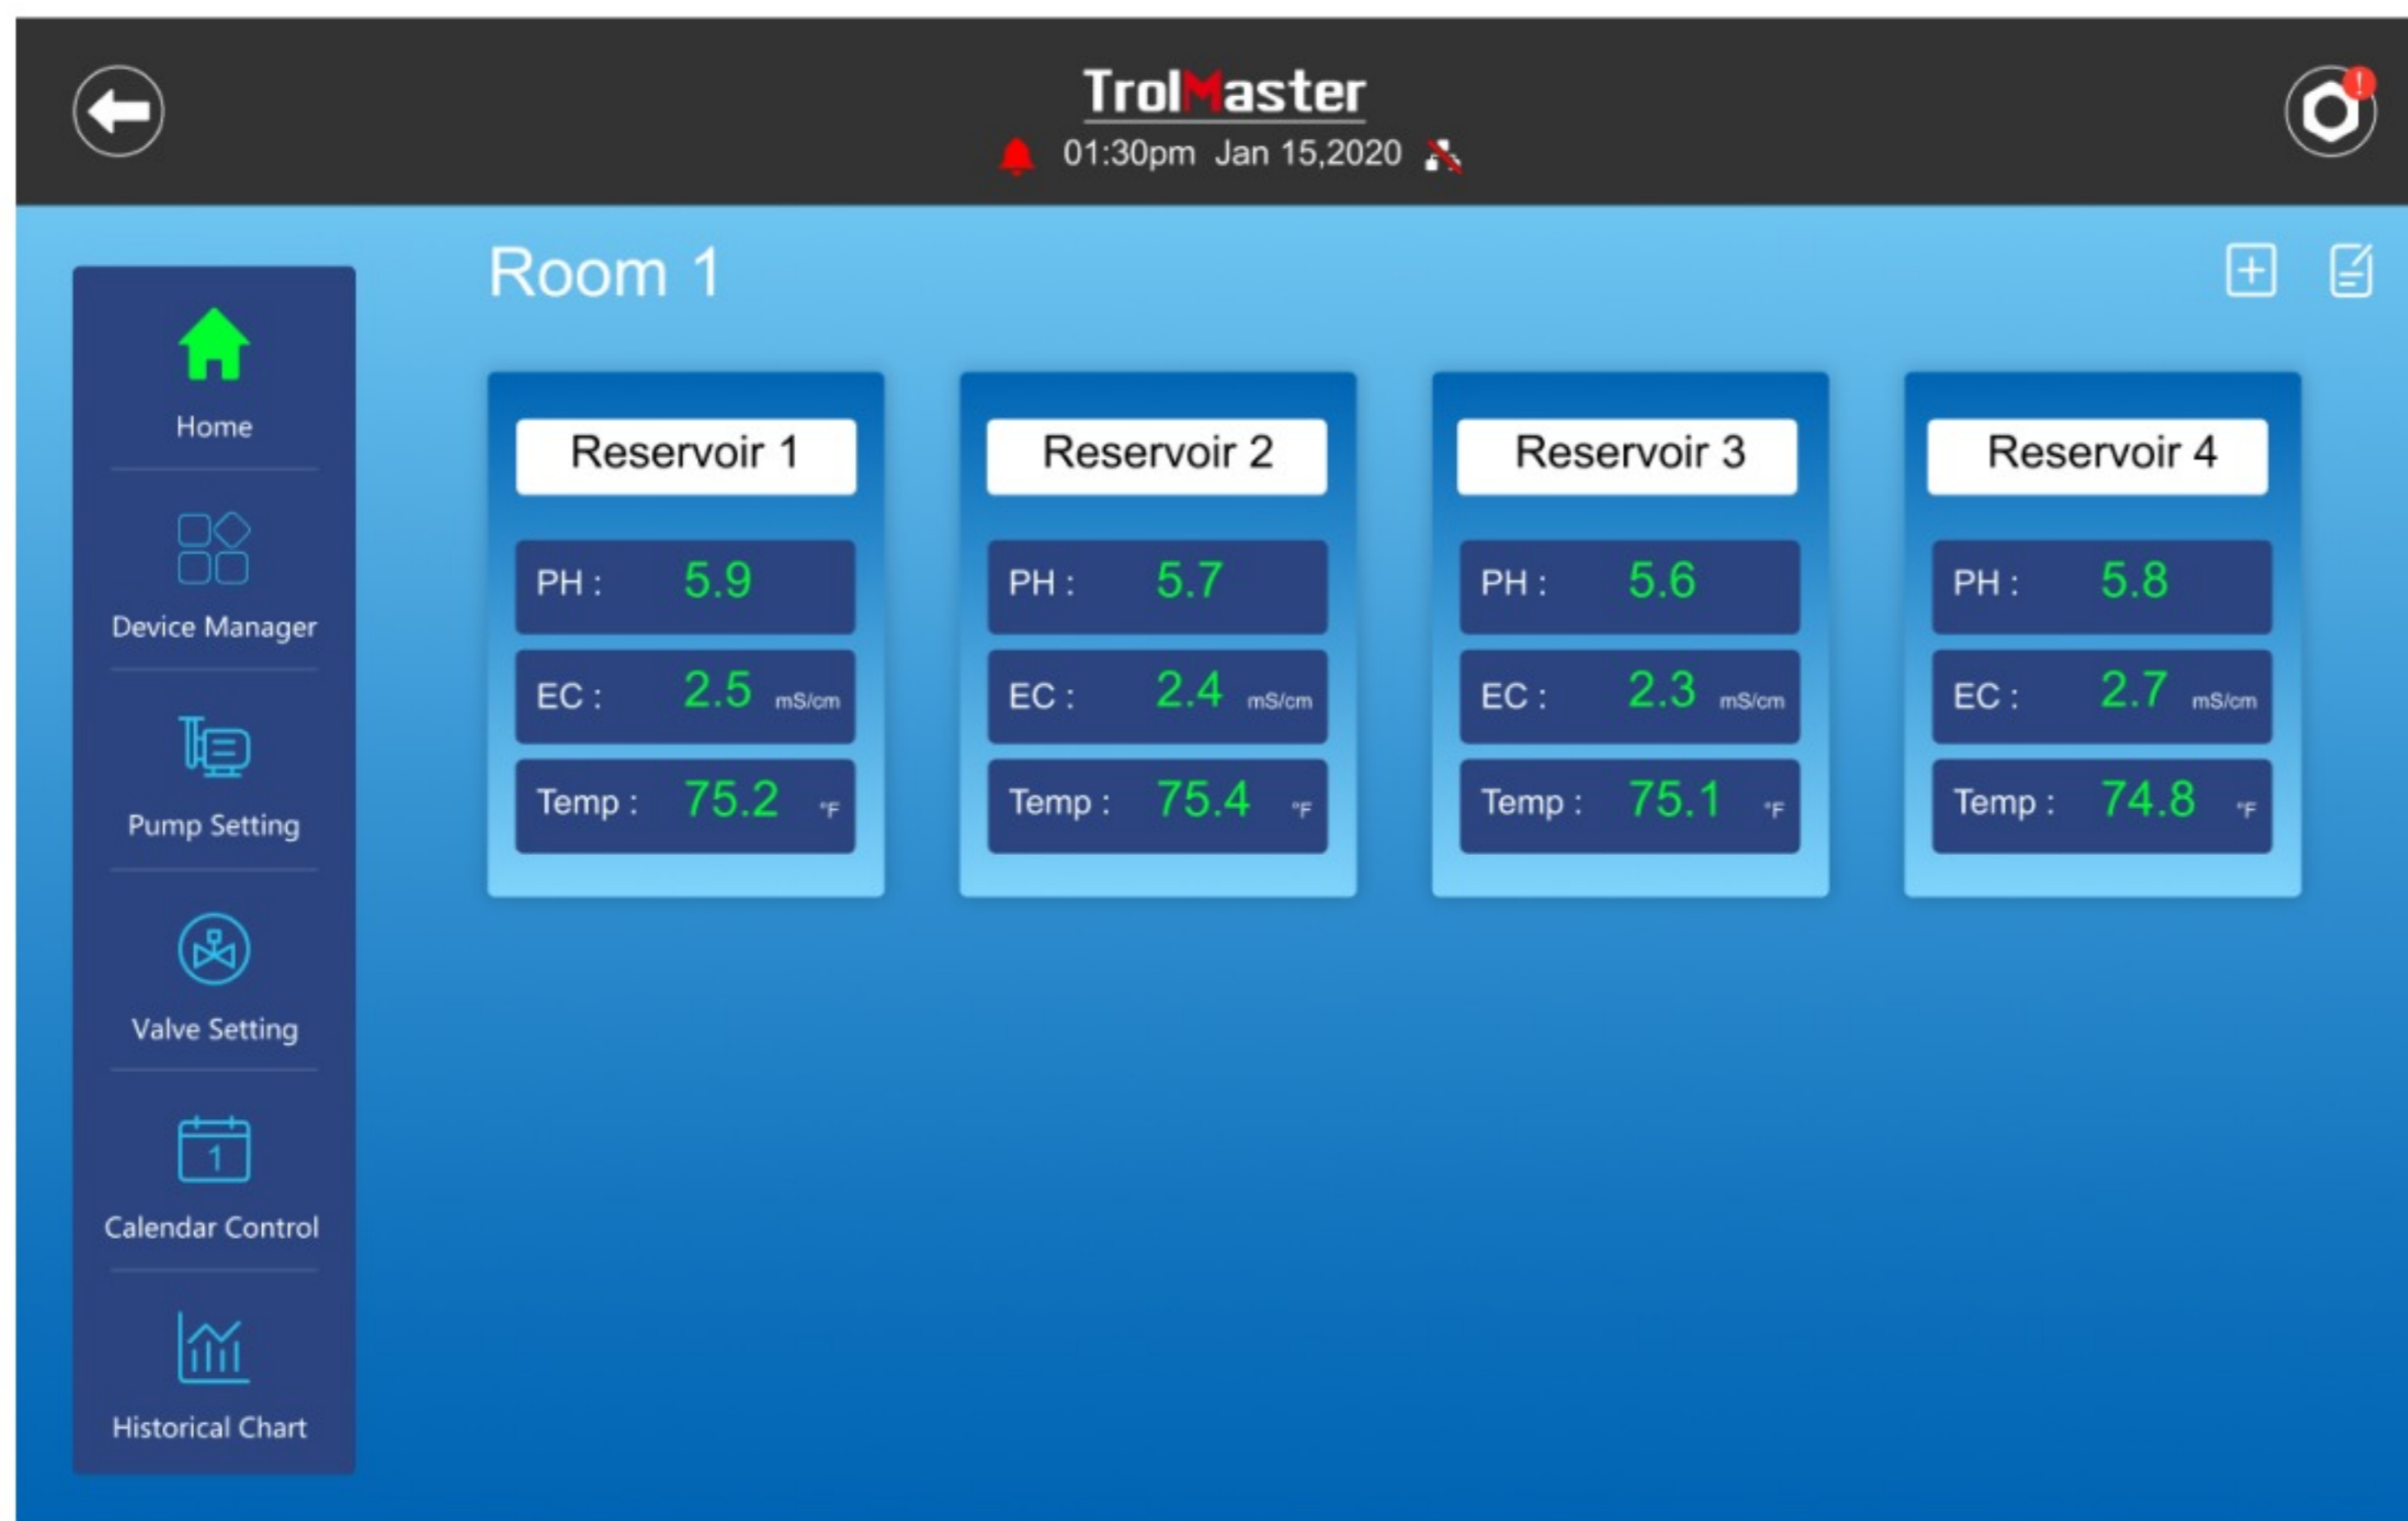 TrolMaster
01:30pm Jan 15,2020
Room 1
Home
Device Manager
Pump Setting
Valve Setting
1
Calendar Control
Historical Chart
Reservoir 1
PH : 5.9
EC : 2.5 mS/cm
Temp : 75.2 °F
Reservoir 2
PH : 5.7
EC : 2.4 mS/cm
Temp : 75.4 °F
Reservoir 3
PH : 5.6
EC : 2.3 mS/cm
Temp : 75.1 °F
Reservoir 4
PH : 5.8
EC : 2.7 mS/cm
Temp : 74.8 °F